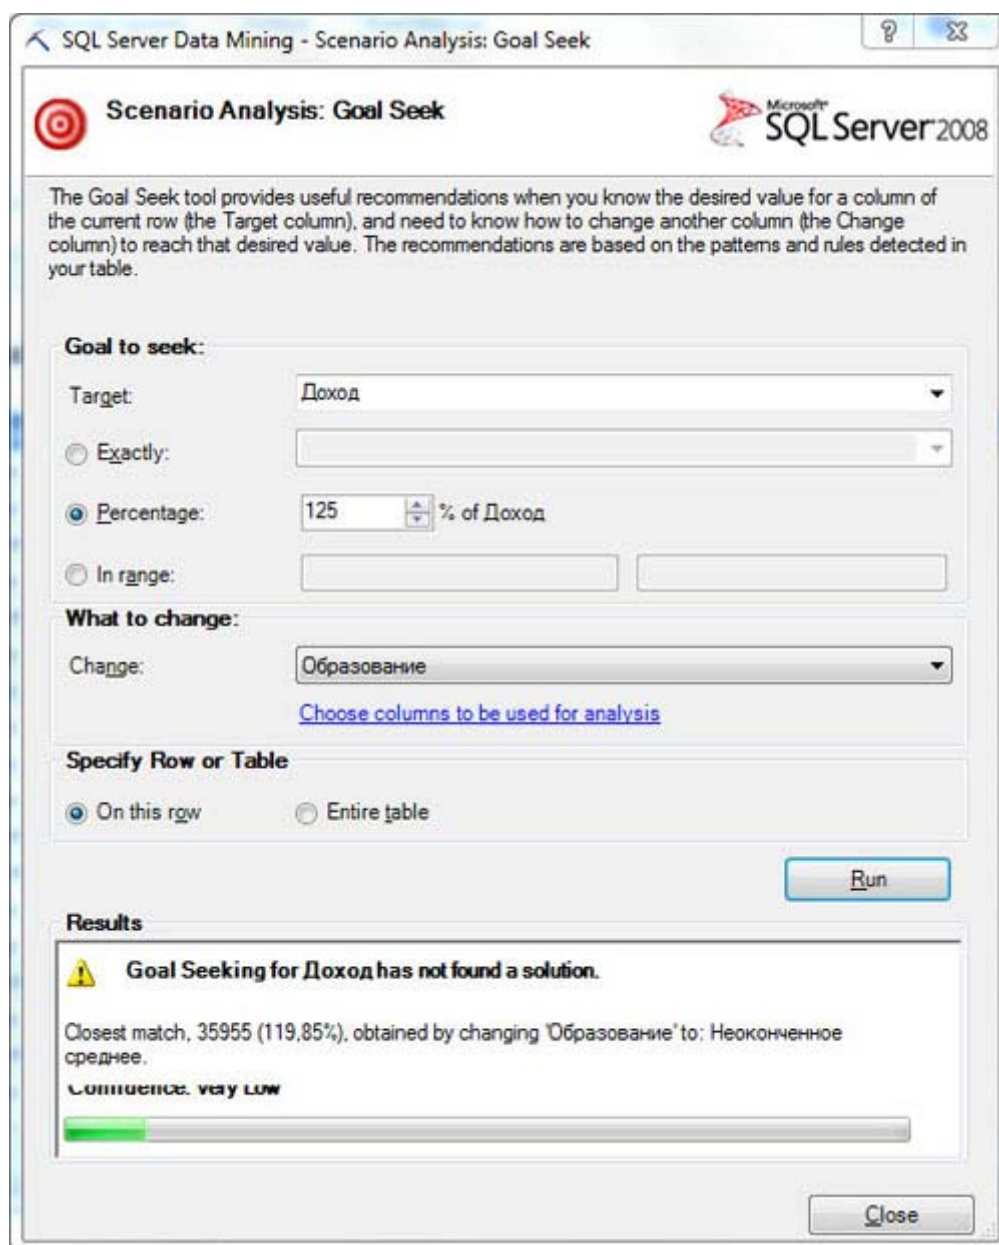 SQL Server Data Mining - Scenario Analysis: Goal Seek
Scenario Analysis: Goal Seek
Microsoft
SQL Server 2008
The Goal Seek tool provides useful recommendations when you know the desired value for a column of
the current row (the Target column), and need to know how to change another column (the Change
column) to reach that desired value. The recommendations are based on the patterns and rules detected in
your table.
Goal to seek:
Target: Доход
Exactly:
Percentage: 125 % of Доход
In range:
What to change:
Change: Образование
Choose columns to be used for analysis
Specify Row or Table
On this row Entire table
Run
Results
Goal Seeking for Доход has not found a solution.
Closest match, 35955 (119,85%), obtained by changing 'Образование' to: Неоконченное
среднее.
Confidence: Very Low
Close